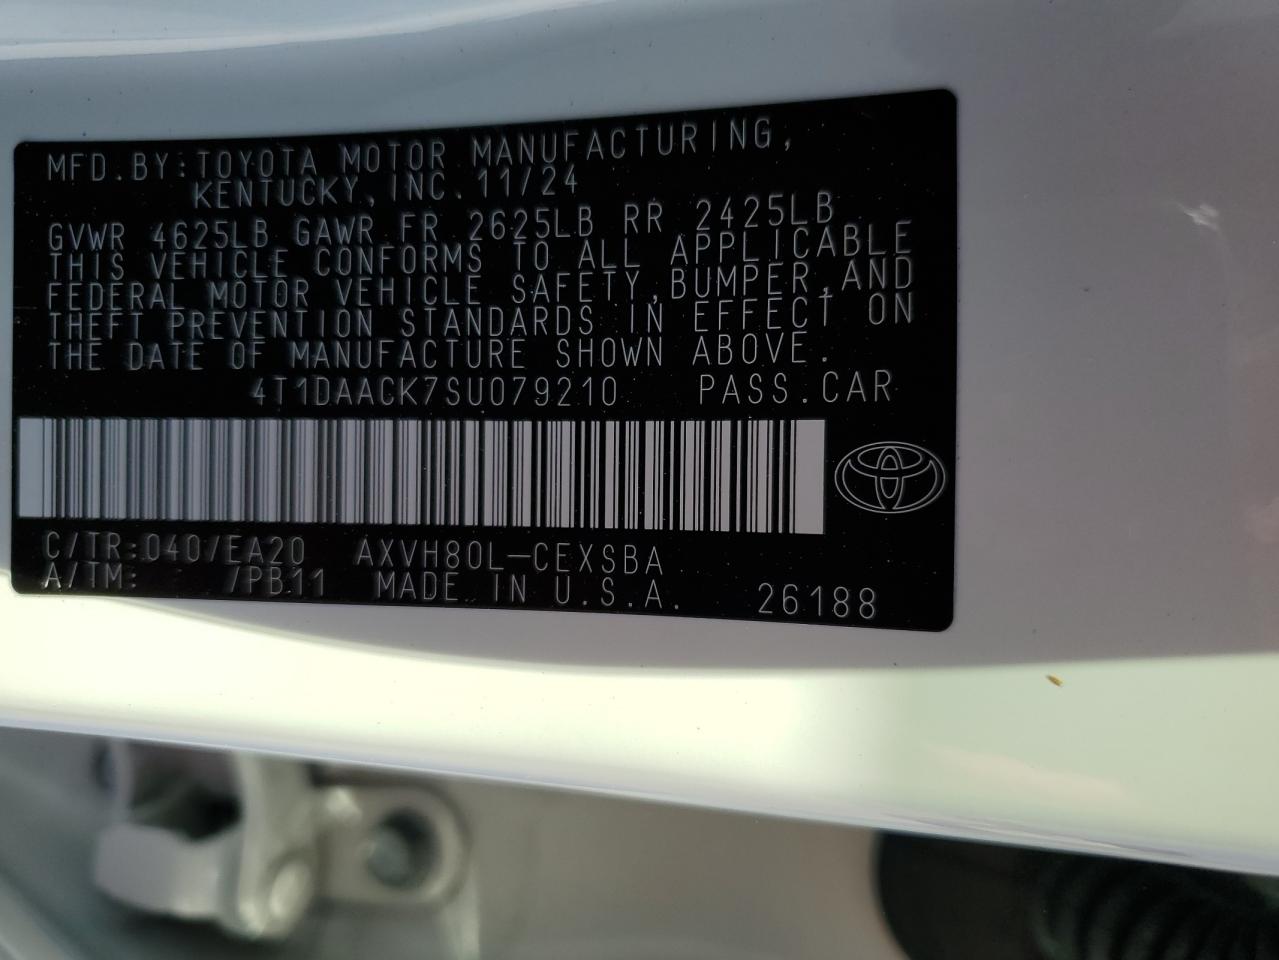 MFD.BY:TOYOTA MOTOR MANUFACTURING,
KENTUCKY,INC.11/24
GVWR 4625LB GAWR FR 2625LB RR 2425LB
THIS VEHICLE CONFORMS TO ALL APPLICABLE
FEDERAL MOTOR VEHICLE SAFETY,BUMPER,AND
THEFT PREVENTION STANDARDS IN EFFECT ON
THE DATE OF MANUFACTURE SHOWN ABOVE.
4T1DAACK7SU079210 PASS.CAR
C/TR:040/EA20 AXVH80L-CEXSBA
A/TM: /PB11 MADE IN U.S.A. 26188